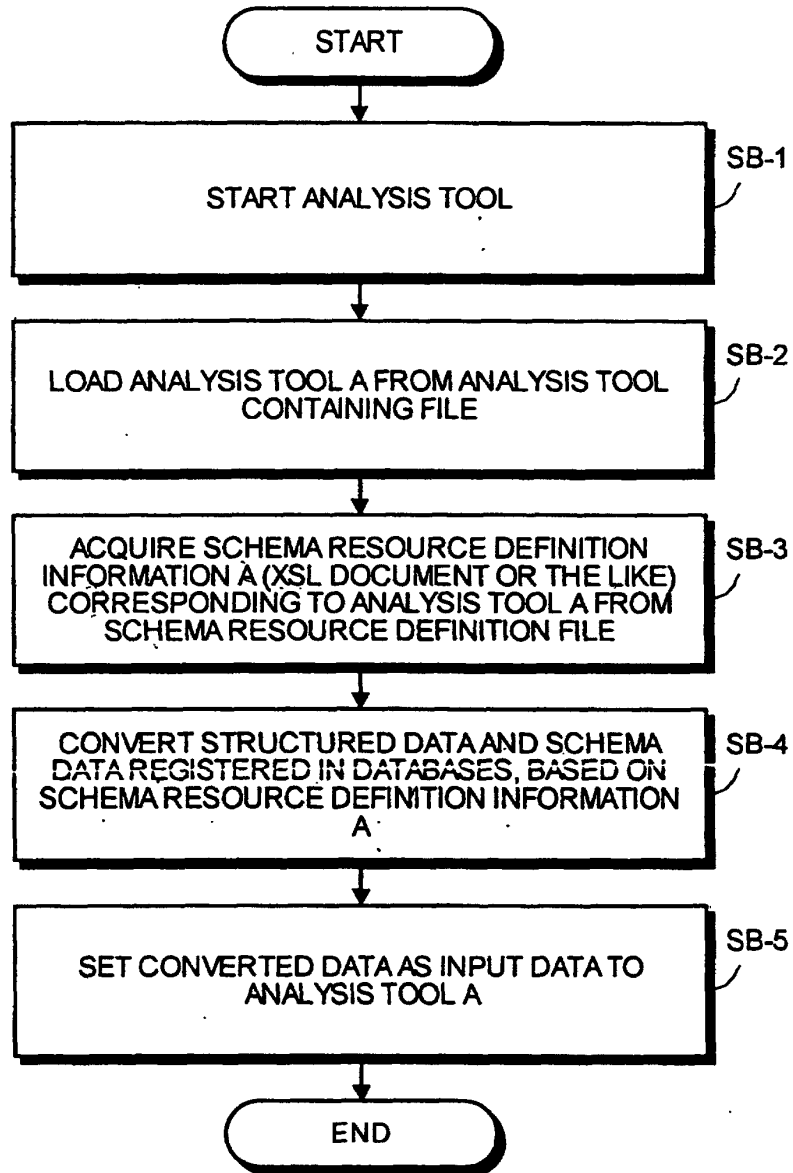 START
SB-1
START ANALYSIS TOOL
SB-2
LOAD ANALYSIS TOOL A FROM ANALYSIS TOOL
CONTAINING FILE
SB-3
ACQUIRE SCHEMA RESOURCE DEFINITION
INFORMATION A (XSL DOCUMENT OR THE LIKE)
CORRESPONDING TO ANALYSIS TOOL A FROM
SCHEMA RESOURCE DEFINITION FILE
SB-4
CONVERT STRUCTURED DATA AND SCHEMA
DATA REGISTERED IN DATABASES, BASED ON
SCHEMA RESOURCE DEFINITION INFORMATION
A
SB-5
SET CONVERTED DATA AS INPUT DATA TO
ANALYSIS TOOL A
END